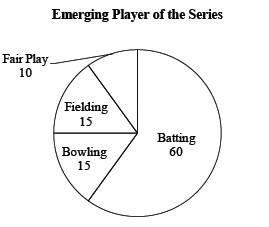 Emerging Player of the Series
Fair Play
10
Fielding
15
Batting
60
Bowling
15